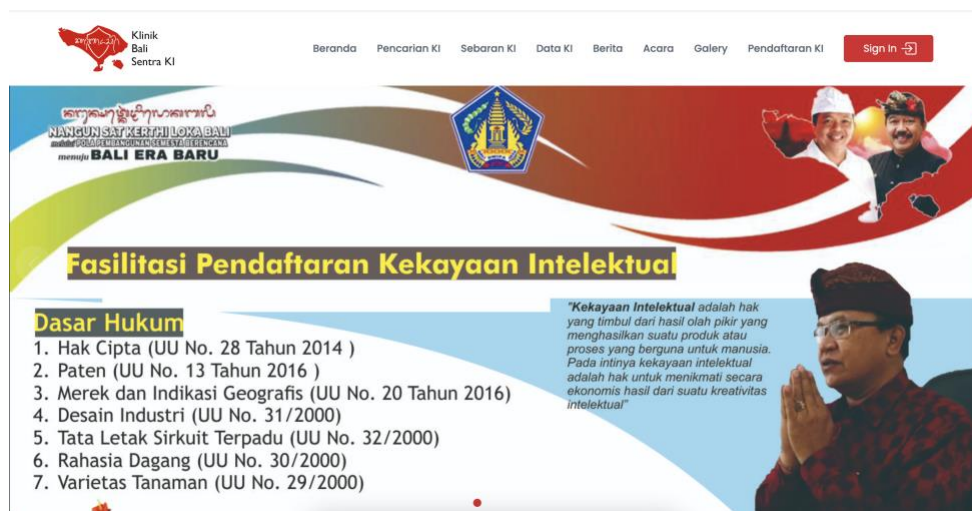 Klinik
Bali
Sentra KI
Beranda Pencarian KI Sebaran KI Data KI Berita Acara Galery Pendaftaran KI Sign In
NANGUN SAT KERTHI LOKA BALI
melalui POLA PEMBANGUNAN SEMESTA BERENCANA
menuju BALI ERA BARU
Fasilitasi Pendaftaran Kekayaan Intelektual
Dasar Hukum
1. Hak Cipta (UU No. 28 Tahun 2014 )
2. Paten (UU No. 13 Tahun 2016 )
3. Merek dan Indikasi Geografis (UU No. 20 Tahun 2016)
4. Desain Industri (UU No. 31/2000)
5. Tata Letak Sirkuit Terpadu (UU No. 32/2000)
6. Rahasia Dagang (UU No. 30/2000)
7. Varietas Tanaman (UU No. 29/2000)
"Kekayaan Intelektual adalah hak
yang timbul dari hasil olah pikir yang
menghasilkan suatu produk atau
proses yang berguna untuk manusia.
Pada intinya kekayaan intelektual
adalah hak untuk menikmati secara
ekonomis hasil dari suatu kreativitas
intelektual"